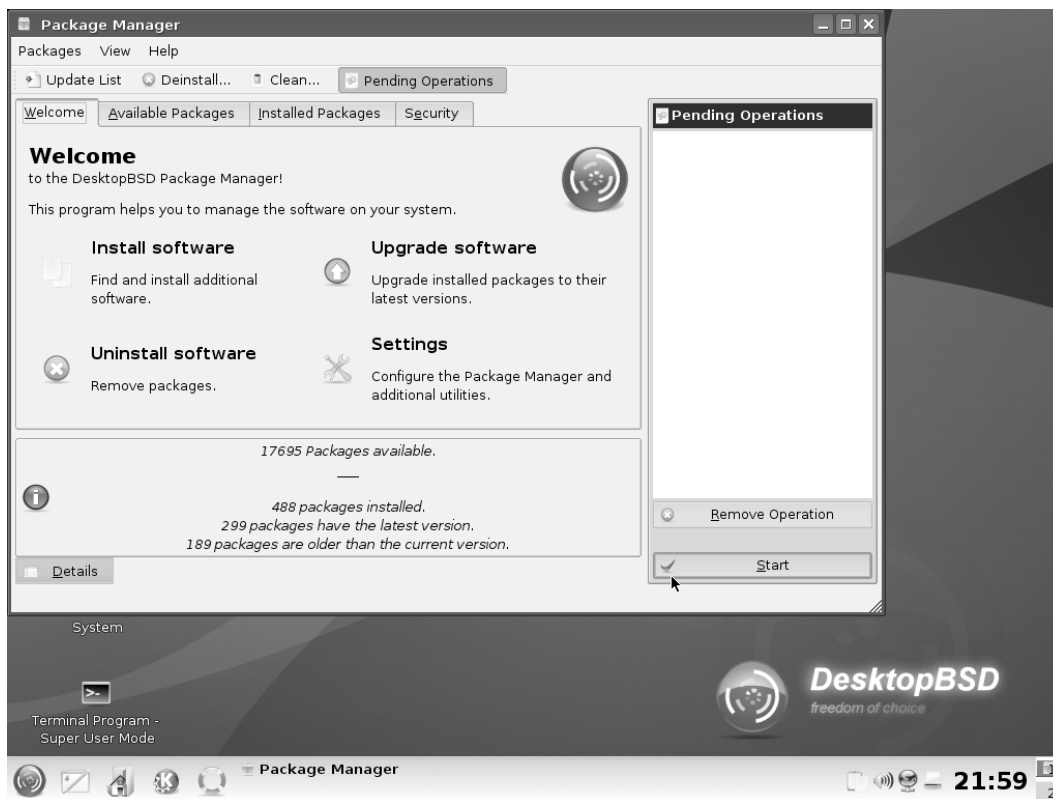 Package Manager
Packages View Help
Update List Deinstall... Clean... Pending Operations
Welcome Available Packages Installed Packages Security
Pending Operations
Welcome
to the DesktopBSD Package Manager!
This program helps you to manage the software on your system.
Install software
Find and install additional
software.
Upgrade software
Upgrade installed packages to their
latest versions.
Uninstall software
Remove packages.
Settings
Configure the Package Manager and
additional utilities.
17695 Packages available.
488 packages installed.
299 packages have the latest version.
189 packages are older than the current version.
Details
Remove Operation
Start
System
Terminal Program -
Super User Mode
DesktopBSD
freedom of choice
Package Manager
21:59
1
2